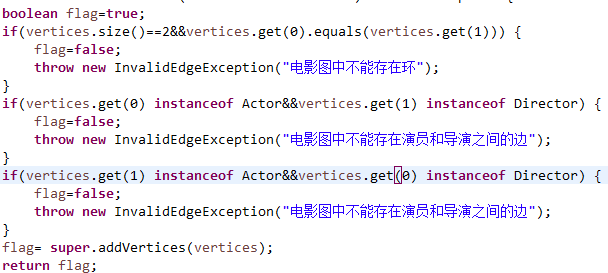 boolean flag=true;
if(vertices.size()==2&&vertices.get(0).equals(vertices.get(1))) {
flag=false;
throw new InvalidEdgeException("电影图中不能存在环");
}
if(vertices.get(0) instanceof Actor&&vertices.get(1) instanceof Director) {
flag=false;
throw new InvalidEdgeException("电影图中不能存在演员和导演之间的边");
}
if(vertices.get(1) instanceof Actor&&vertices.get(0) instanceof Director) {
flag=false;
throw new InvalidEdgeException("电影图中不能存在演员和导演之间的边");
}
flag= super.addVertices(vertices);
return flag;